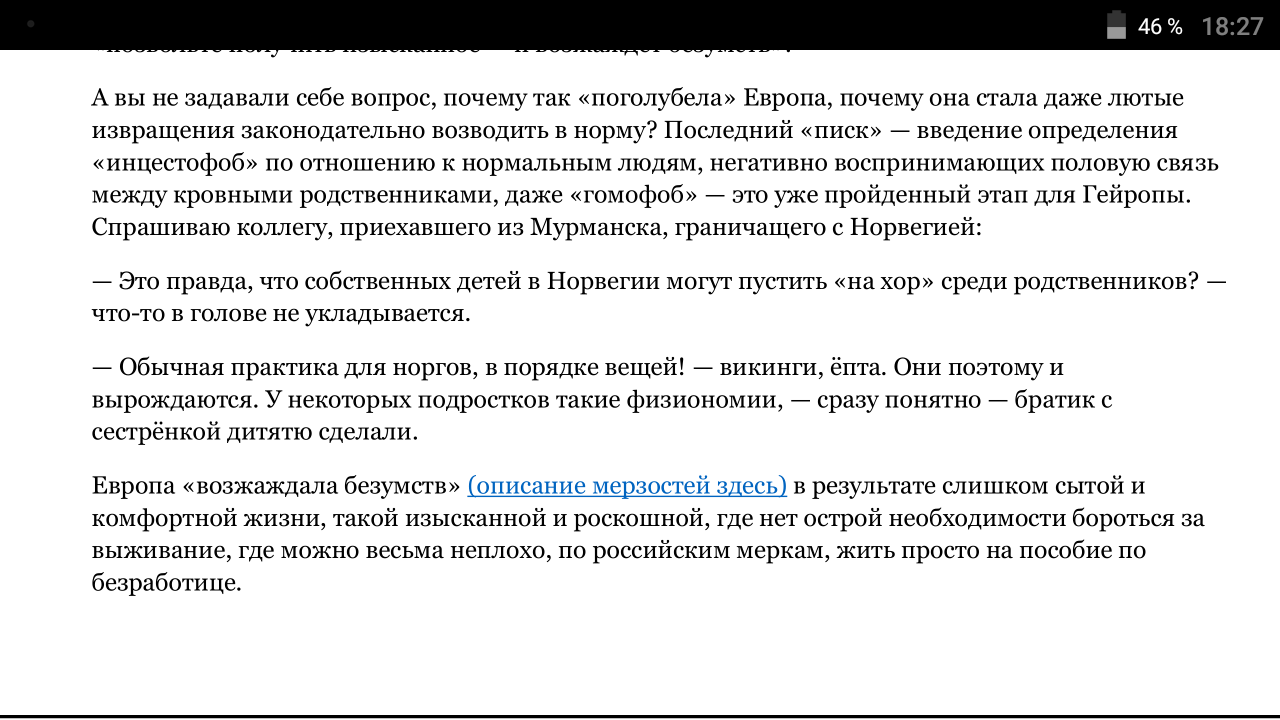 46 % 18:27
А вы не задавали себе вопрос, почему так «поголубела» Европа, почему она стала даже лютые
извращения законодательно возводить в норму? Последний «писк» — введение определения
«инцестофоб» по отношению к нормальным людям, негативно воспринимающих половую связь
между кровными родственниками, даже «гомофоб» — это уже пройденный этап для Гейропы.
Спрашиваю коллегу, приехавшего из Мурманска, граничащего с Норвегией:
— Это правда, что собственных детей в Норвегии могут пустить «на хор» среди родственников? —
что-то в голове не укладывается.
— Обычная практика для норгов, в порядке вещей! — викинги, ёпта. Они поэтому и
вырождаются. У некоторых подростков такие физиономии, — сразу понятно — братик с
сестрёнкой дитятю сделали.
Европа «возжаждала безумств» (описание мерзостей здесь) в результате слишком сытой и
комфортной жизни, такой изысканной и роскошной, где нет острой необходимости бороться за
выживание, где можно весьма неплохо, по российским меркам, жить просто на пособие по
безработице.